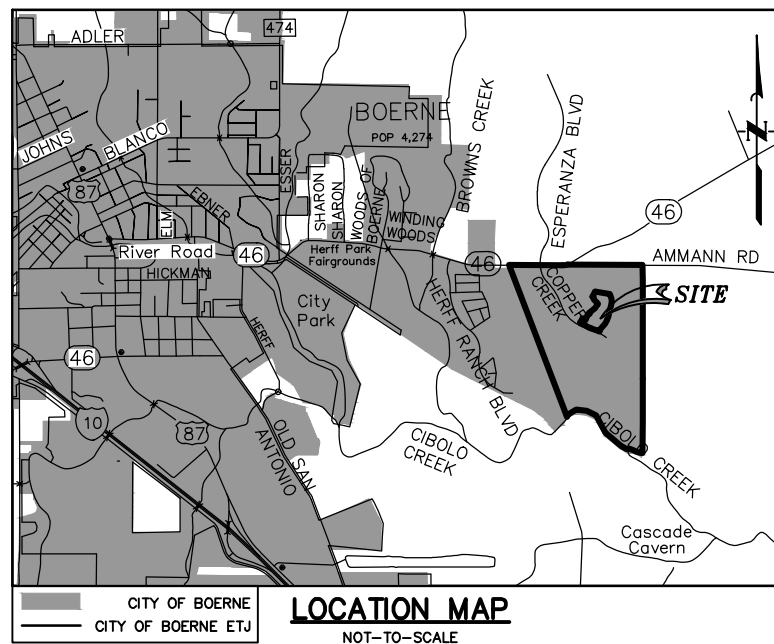 ADLER
474
JOHNS
BLANCO
87
EBNER
ELM
River Road
HICKMAN
46
ESSER
BOERNE
POP 4,274
SHARON
SHARON
WOODS OF
BOERNE
WINDING
WOODS
BROWNS CREEK
ESPERANZA BLVD
N
46
46
AMMANN RD
Herff Park
Fairgrounds
City
Park
COPPER
CREEK
SITE
HERFF
HERFF RANCH BLVD
46
10
87
OLD SAN
ANTONIO
CIBOLO
CREEK
CIBOLO CREEK
Cascade
Cavern
CITY OF BOERNE
CITY OF BOERNE ETJ
LOCATION MAP
NOT-TO-SCALE